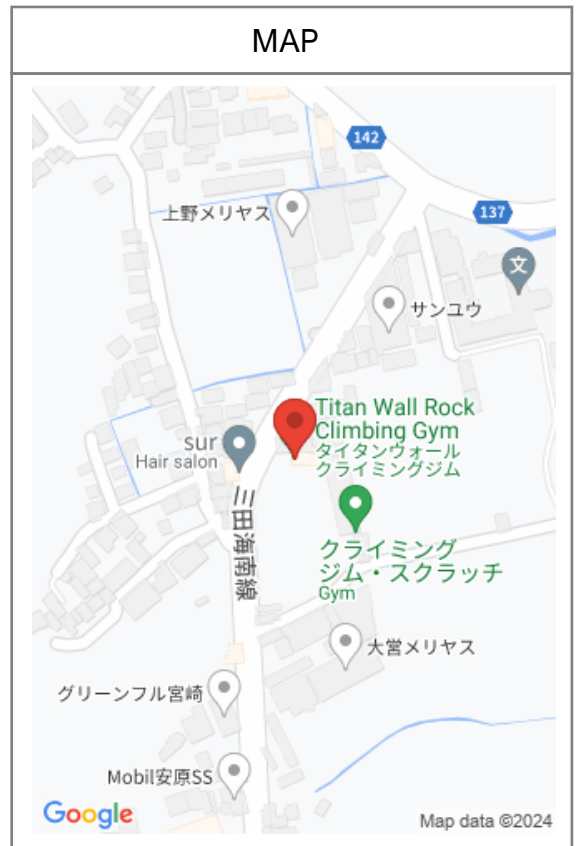 MAP
142
上野メリヤス
137
文
サンユウ
Titan Wall Rock
Climbing Gym
タイタンウォール
クライミングジム
sur
Hair salon
三田海南線
クライミング
ジム・スクラッチ
Gym
大営メリヤス
グリーンフル宮崎
Mobil安原SS
Google
Map data ©2024